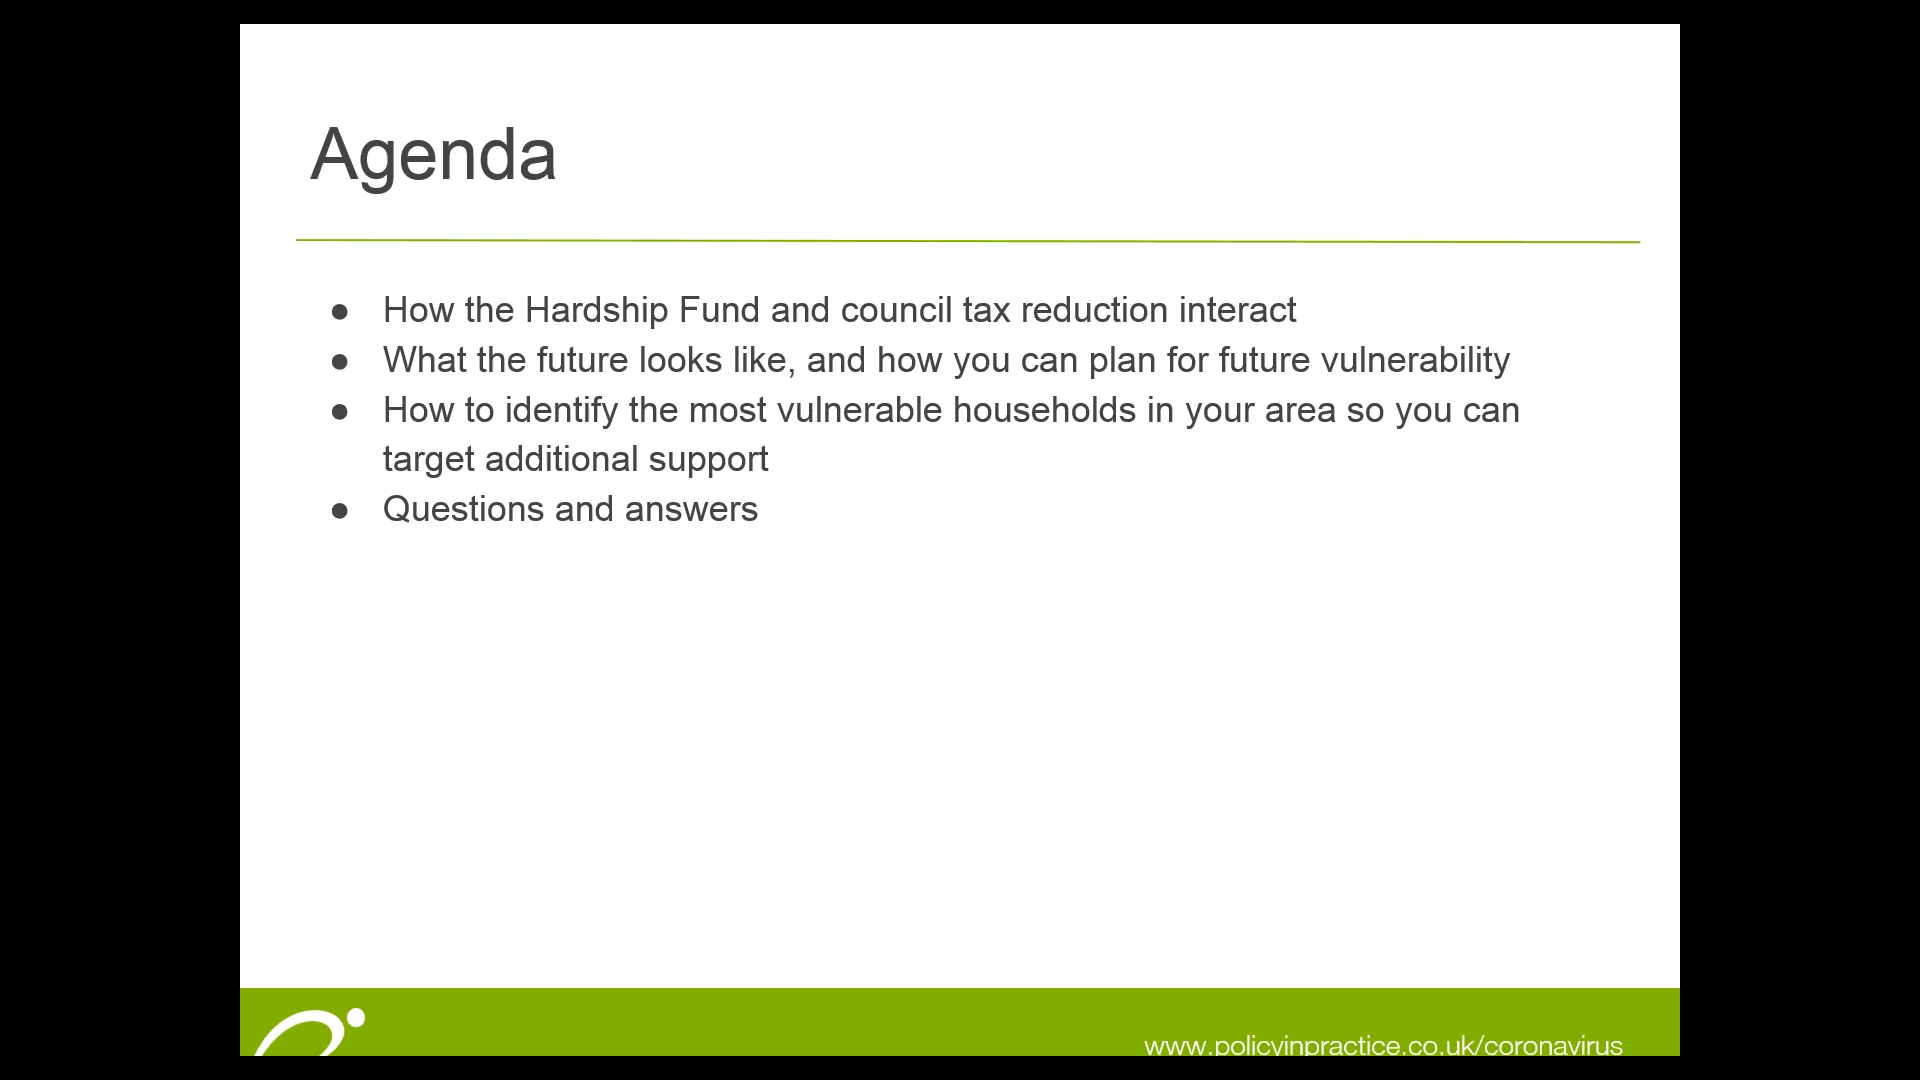 Agenda
● How the Hardship Fund and council tax reduction interact
● What the future looks like, and how you can plan for future vulnerability
● How to identify the most vulnerable households in your area so you can
target additional support
● Questions and answers
www.policyinpractice.co.uk/coronavirus